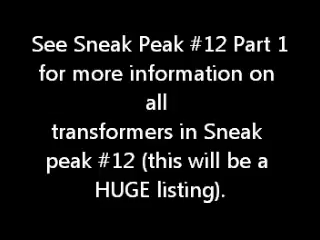 See Sneak Peak #12 Part 1
for more information on
all
transformers in Sneak
peak #12 (this will be a
HUGE listing).